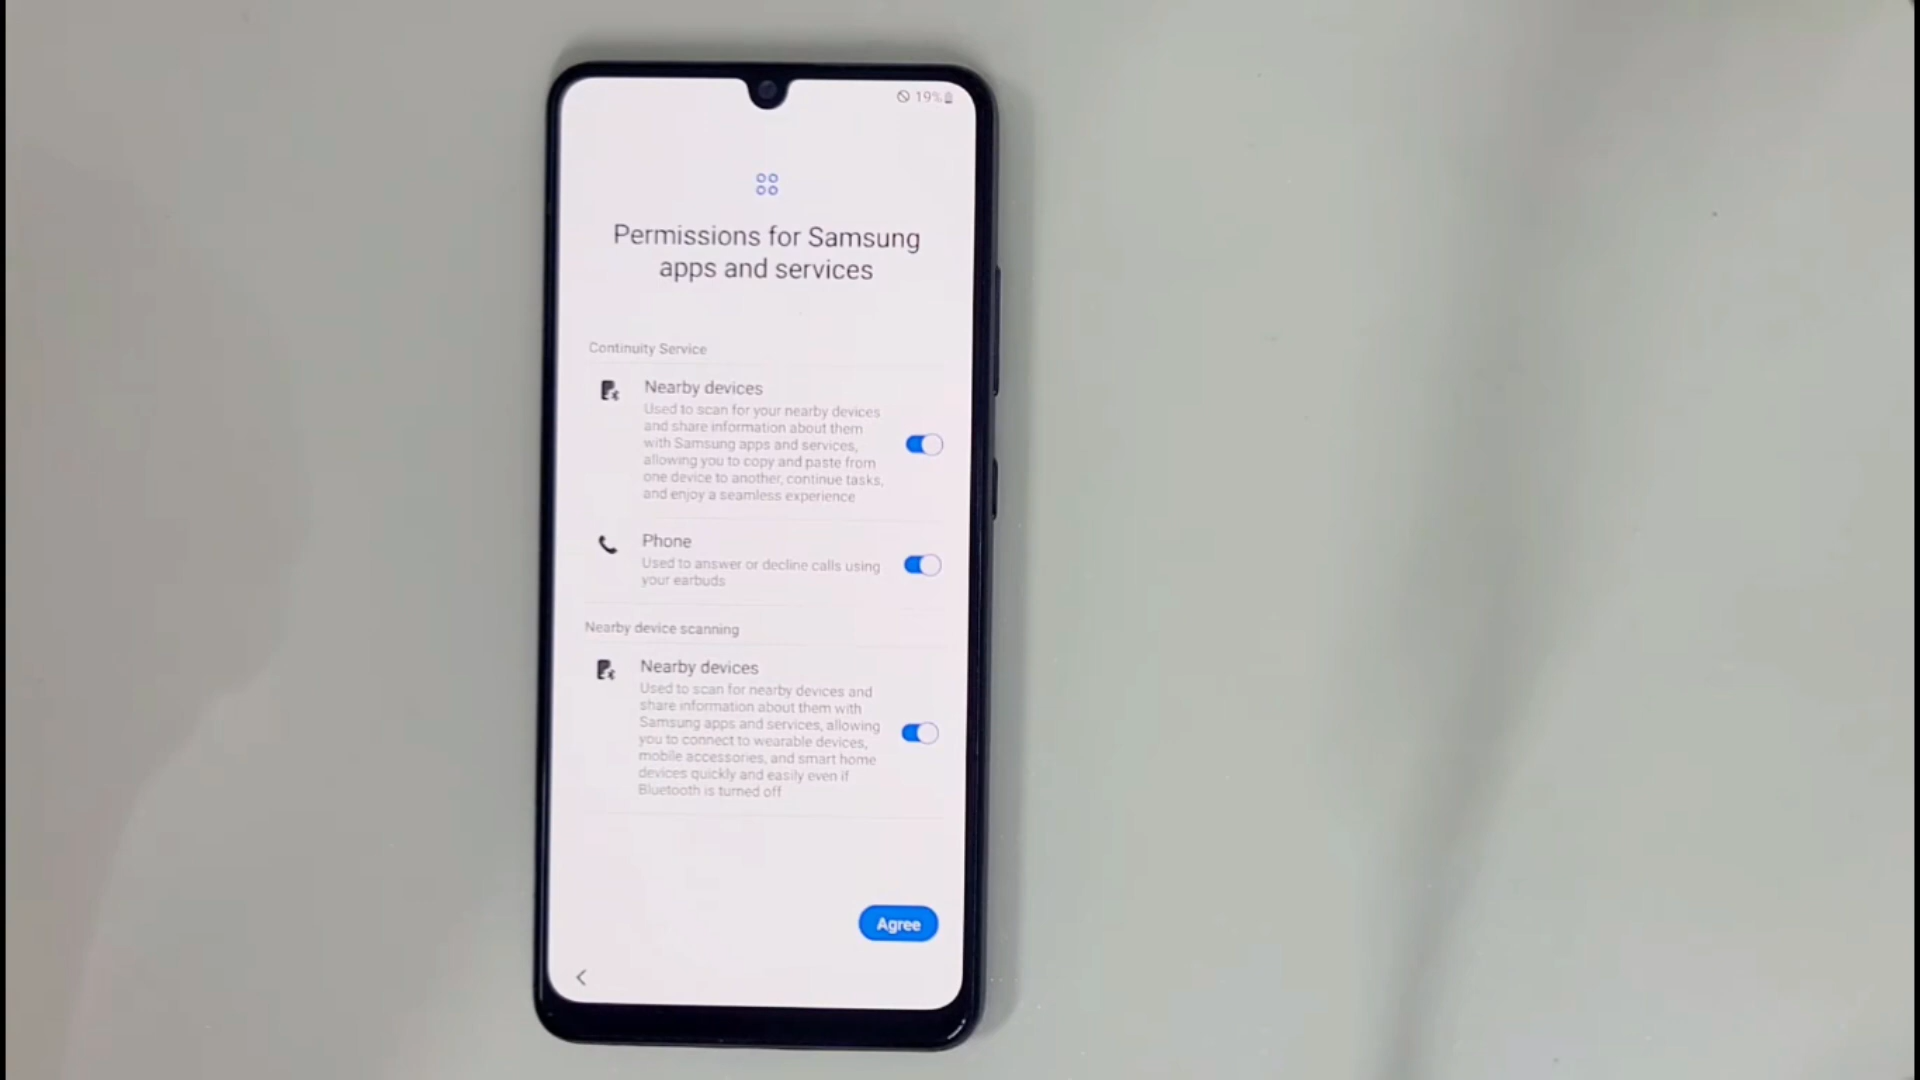 19%
Permissions for Samsung
apps and services
Continuity Service
Nearby devices
Used to scan for your nearby devices
and share information about them
with Samsung apps and services,
allowing you to copy and paste from
one device to another, continue tasks,
and enjoy a seamless experience
Phone
Used to answer or decline calls using
your earbuds
Nearby device scanning
Nearby devices
Used to scan for nearby devices and
share information about them with
Samsung apps and services, allowing
you to connect to wearable devices,
mobile accessories, and smart home
devices quickly and easily even if
Bluetooth is turned off
Agree